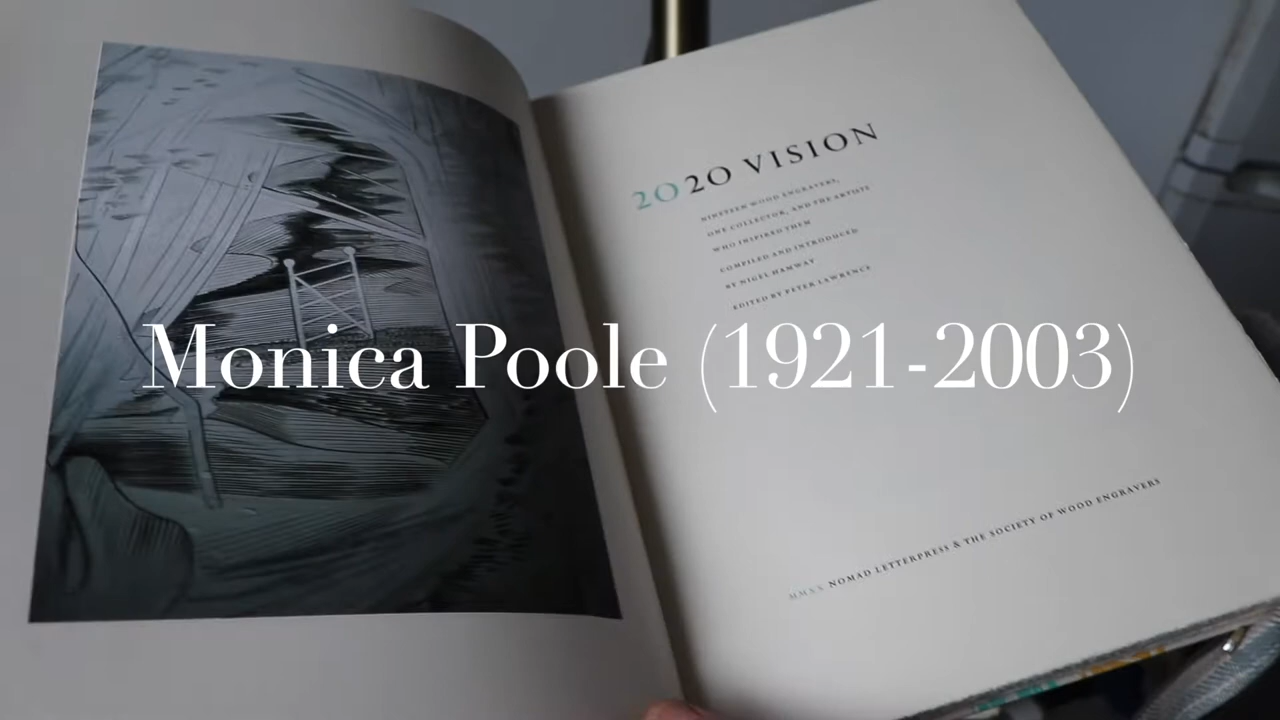 2020 VISION
NINETEEN WOOD ENGRAVERS,
ONE COLLECTOR, AND THE ARTISTS
WHO INSPIRED THEM
COMPILED AND INTRODUCED
BY NIGEL HAMWAY
EDITED BY PETER LAWRENCE
Monica Poole (1921-2003)
MMXX NOMAD LETTERPRESS & THE SOCIETY OF WOOD ENGRAVERS